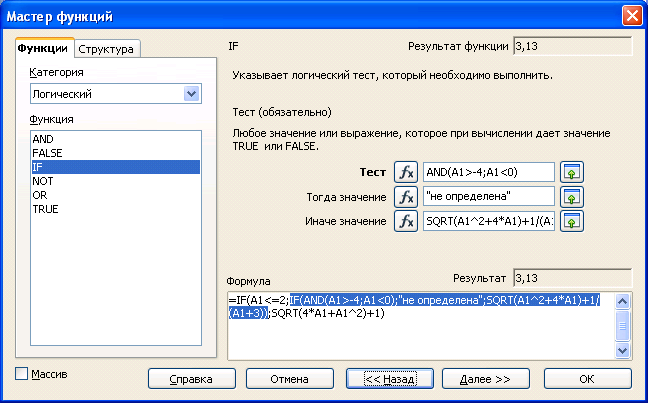 Мастер функций
Функции Структура
Категория
Логический
Функция
AND
FALSE
IF
NOT
OR
TRUE
IF Результат функции 3,13
Указывает логический тест, который необходимо выполнить.
Тест (обязательно)
Любое значение или выражение, которое при вычислении дает значение
TRUE или FALSE.
Тест fx AND(A1>-4;A1<0)
Тогда значение fx "не определена"
Иначе значение fx SQRT(A1^2+4*A1)+1/(A1
Формула Результат 3,13
=IF(A1<=2;IF(AND(A1>-4;A1<0);"не определена";SQRT(A1^2+4*A1)+1/
(A1+3));SQRT(4*A1+A1^2)+1)
Массив Справка Отмена << Назад Далее >> OK